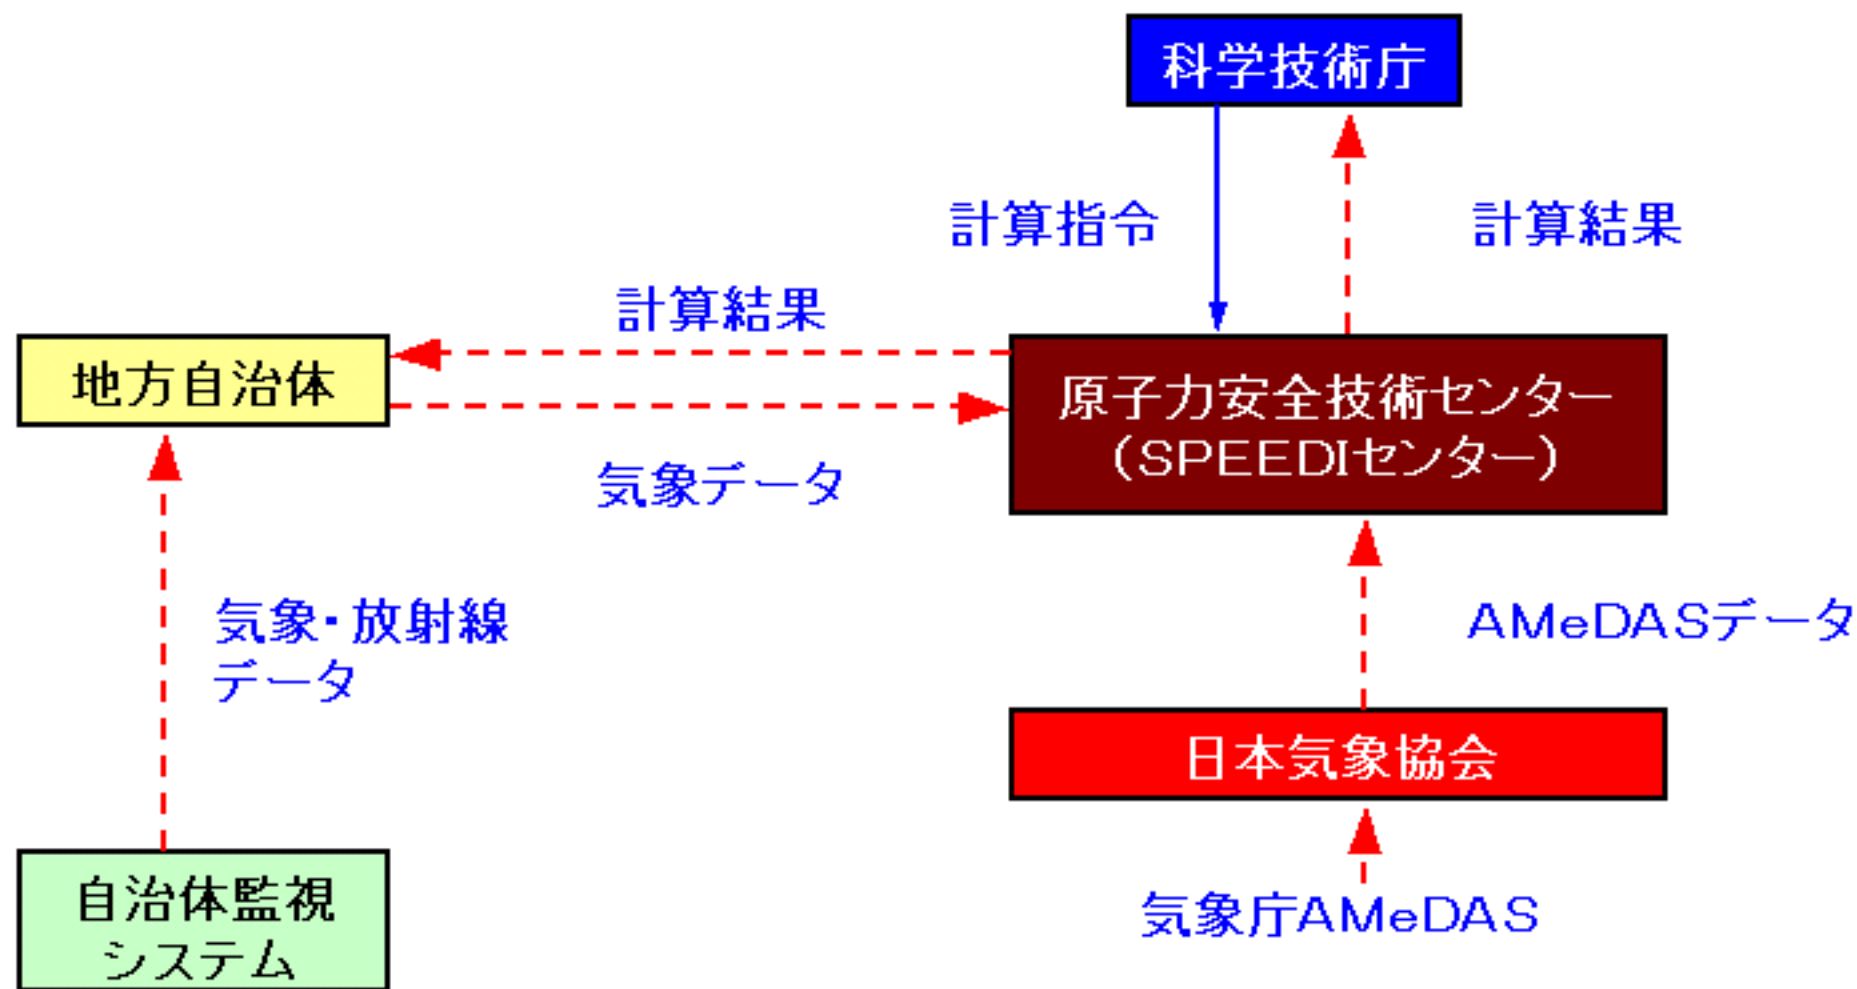 科学技術庁
計算指令
計算結果
計算結果
地方自治体
原子力安全技術センター
（SPEEDIセンター）
気象データ
気象・放射線
データ
AMeDASデータ
日本気象協会
自治体監視
システム
気象庁AMeDAS